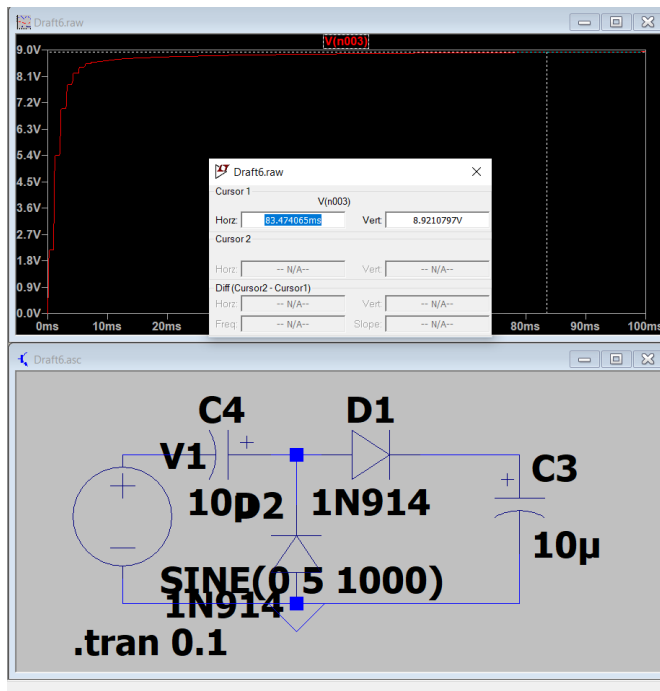 Draft6.raw
V(n003)
9.0V
8.1V
7.2V
6.3V
5.4V
4.5V
3.6V
2.7V
1.8V
0.9V
0.0V
0ms 10ms 20ms 80ms 90ms 100ms
Draft6.raw
Cursor 1
V(n003)
Horz: 83.474065ms Vert: 8.9210797V
Cursor 2
Horz: -- N/A-- Vert: -- N/A--
Diff (Cursor2 - Cursor1)
Horz: -- N/A-- Vert: -- N/A--
Freq: -- N/A-- Slope: -- N/A--
Draft6.asc
C4 D1
V1 C3
D2 1N914
10µ
SINE(0 5 1000)
1N914
.tran 0.1